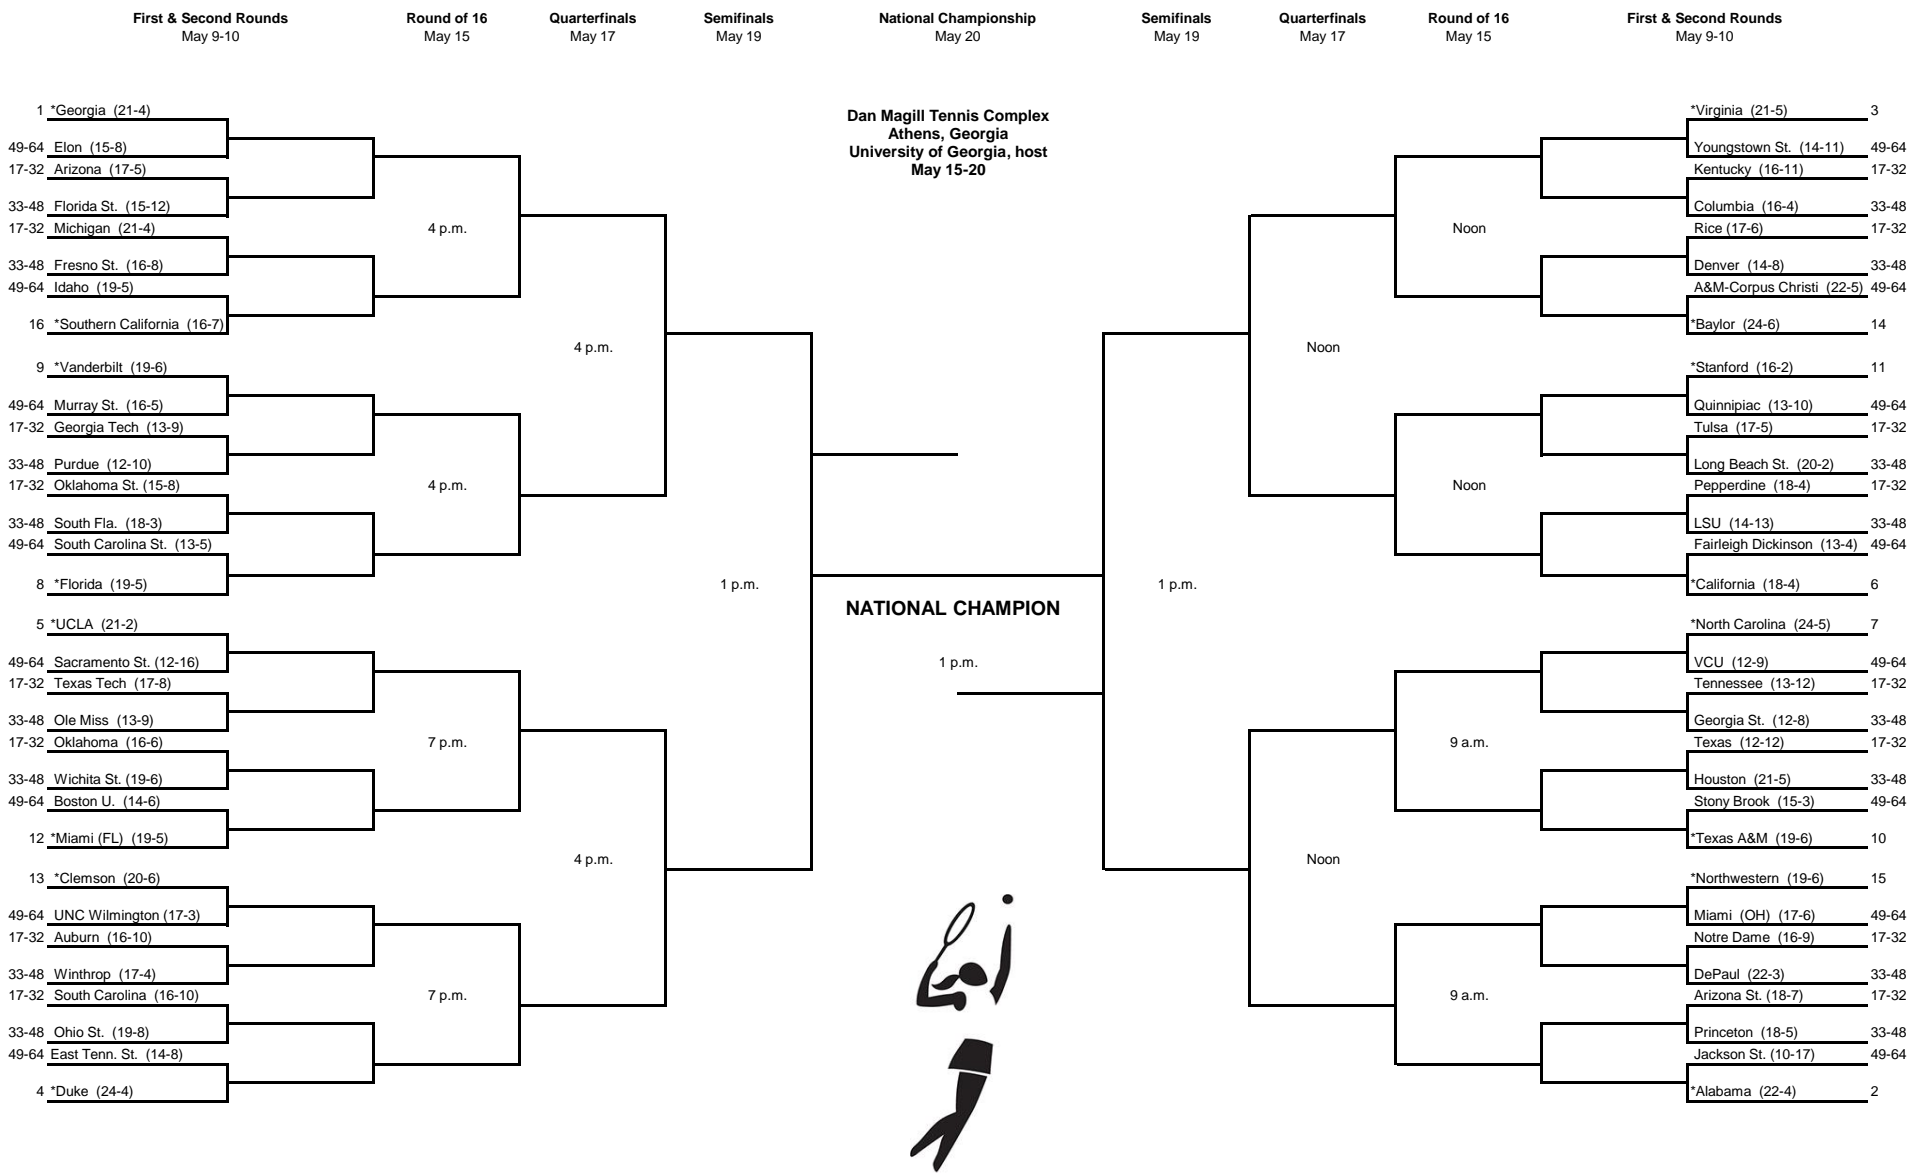 First & Second Rounds
May 9-10
Round of 16
May 15
Quarterfinals
May 17
Semifinals
May 19
National Championship
May 20
Semifinals
May 19
Quarterfinals
May 17
Round of 16
May 15
First & Second Rounds
May 9-10
1 *Georgia (21-4)
49-64 Elon (15-8)
17-32 Arizona (17-5)
33-48 Florida St. (15-12)
17-32 Michigan (21-4)
33-48 Fresno St. (16-8)
49-64 Idaho (19-5)
16 *Southern California (16-7)
9 *Vanderbilt (19-6)
49-64 Murray St. (16-5)
17-32 Georgia Tech (13-9)
33-48 Purdue (12-10)
17-32 Oklahoma St. (15-8)
33-48 South Fla. (18-3)
49-64 South Carolina St. (13-5)
8 *Florida (19-5)
5 *UCLA (21-2)
49-64 Sacramento St. (12-16)
17-32 Texas Tech (17-8)
33-48 Ole Miss (13-9)
17-32 Oklahoma (16-6)
33-48 Wichita St. (19-6)
49-64 Boston U. (14-6)
12 *Miami (FL) (19-5)
13 *Clemson (20-6)
49-64 UNC Wilmington (17-3)
17-32 Auburn (16-10)
33-48 Winthrop (17-4)
17-32 South Carolina (16-10)
33-48 Ohio St. (19-8)
49-64 East Tenn. St. (14-8)
4 *Duke (24-4)
4 p.m.
4 p.m.
7 p.m.
7 p.m.
4 p.m.
4 p.m.
1 p.m.
Dan Magill Tennis Complex
Athens, Georgia
University of Georgia, host
May 15-20
NATIONAL CHAMPION
1 p.m.
1 p.m.
Noon
Noon
Noon
Noon
9 a.m.
9 a.m.
*Virginia (21-5) 3
Youngstown St. (14-11) 49-64
Kentucky (16-11) 17-32
Columbia (16-4) 33-48
Rice (17-6) 17-32
Denver (14-8) 33-48
A&M-Corpus Christi (22-5) 49-64
*Baylor (24-6) 14
*Stanford (16-2) 11
Quinnipiac (13-10) 49-64
Tulsa (17-5) 17-32
Long Beach St. (20-2) 33-48
Pepperdine (18-4) 17-32
LSU (14-13) 33-48
Fairleigh Dickinson (13-4) 49-64
*California (18-4) 6
*North Carolina (24-5) 7
VCU (12-9) 49-64
Tennessee (13-12) 17-32
Georgia St. (12-8) 33-48
Texas (12-12) 17-32
Houston (21-5) 33-48
Stony Brook (15-3) 49-64
*Texas A&M (19-6) 10
*Northwestern (19-6) 15
Miami (OH) (17-6) 49-64
Notre Dame (16-9) 17-32
DePaul (22-3) 33-48
Arizona St. (18-7) 17-32
Princeton (18-5) 33-48
Jackson St. (10-17) 49-64
*Alabama (22-4) 2